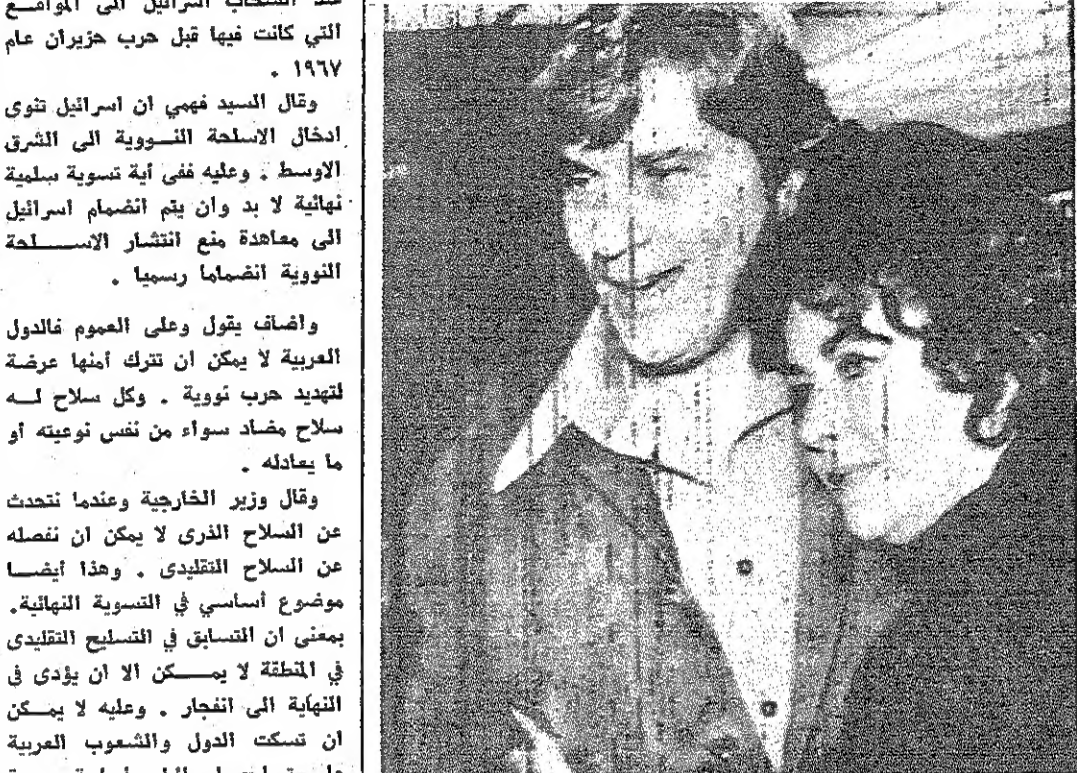 عند انسحاب اسرائيل الى المواقع
التي كانت فيها قبل حرب حزيران عام
١٩٦٧ .
وقال السيد فهمي ان اسرائيل تنوى
ادخال الاسلحة النووية الى الشرق
الاوسط . وعليه ففى أية تسوية سلمية
نهائية لا بد وان يتم انضمام اسرائيل
الى معاهدة منع انتشار الاسلحة
النووية انضماما رسميا .
واضاف يقول وعلى العموم فالدول
العربية لا يمكن ان تترك أمنها عرضة
لتهديد حرب نووية . وكل سلاح له
سلاح مضاد سواء من نفس نوعيته او
ما يعادله .
وقال وزير الخارجية وعندما نتحدث
عن السلاح الذرى لا يمكن ان نفصله
عن السلاح التقليدى . وهذا أيضا
موضوع أساسي في التسوية النهائية.
بمعنى ان التسابق في التسليح التقليدى
في المنطقة لا يمكن الا ان يؤدى فى
النهاية الى انفجار . وعليه لا يمكن
ان تسكت الدول والشعوب العربية